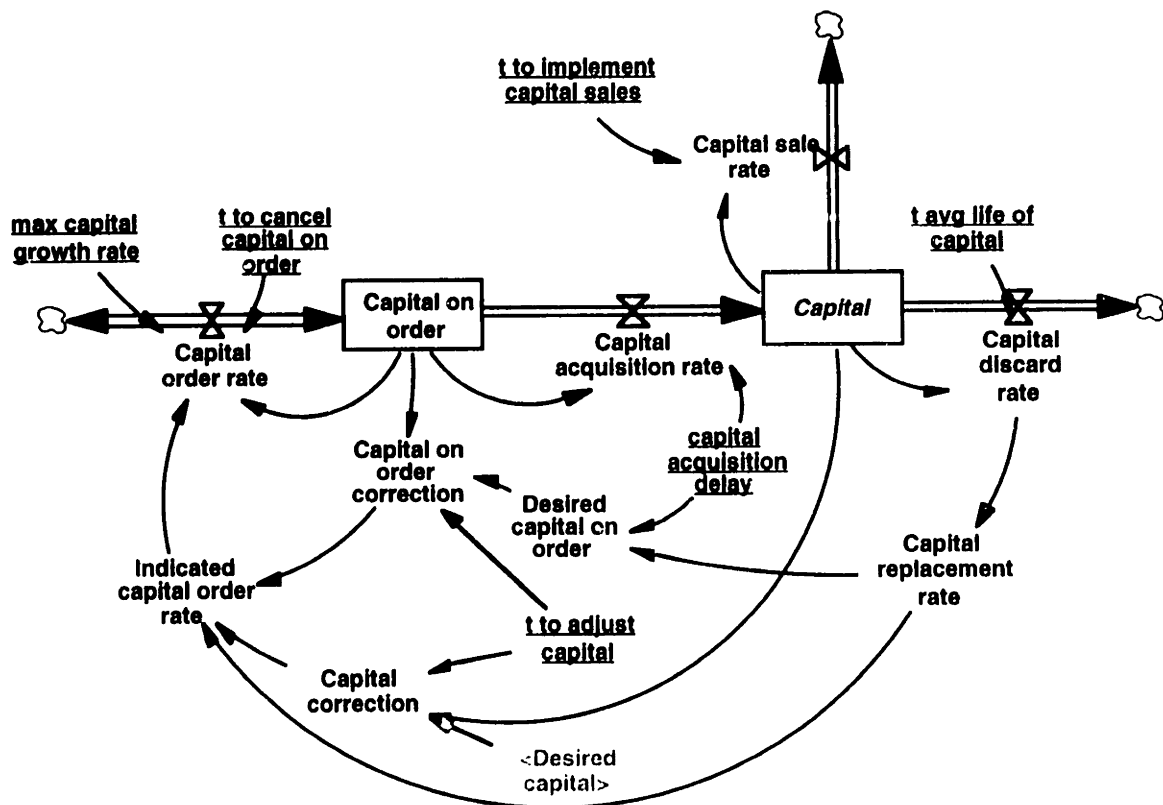 t to implement
capital sales
Capital sale
rate
max capital
growth rate
t to cancel
capital on
order
t avg life of
capital
Capital on
order
Capital
Capital
order rate
Capital
acquisition rate
Capital
discard
rate
Capital on
order
correction
capital
acquisition
delay
Desired
capital on
order
Indicated
capital order
rate
Capital
replacement
rate
t to adjust
capital
Capital
correction
<Desired
capital>